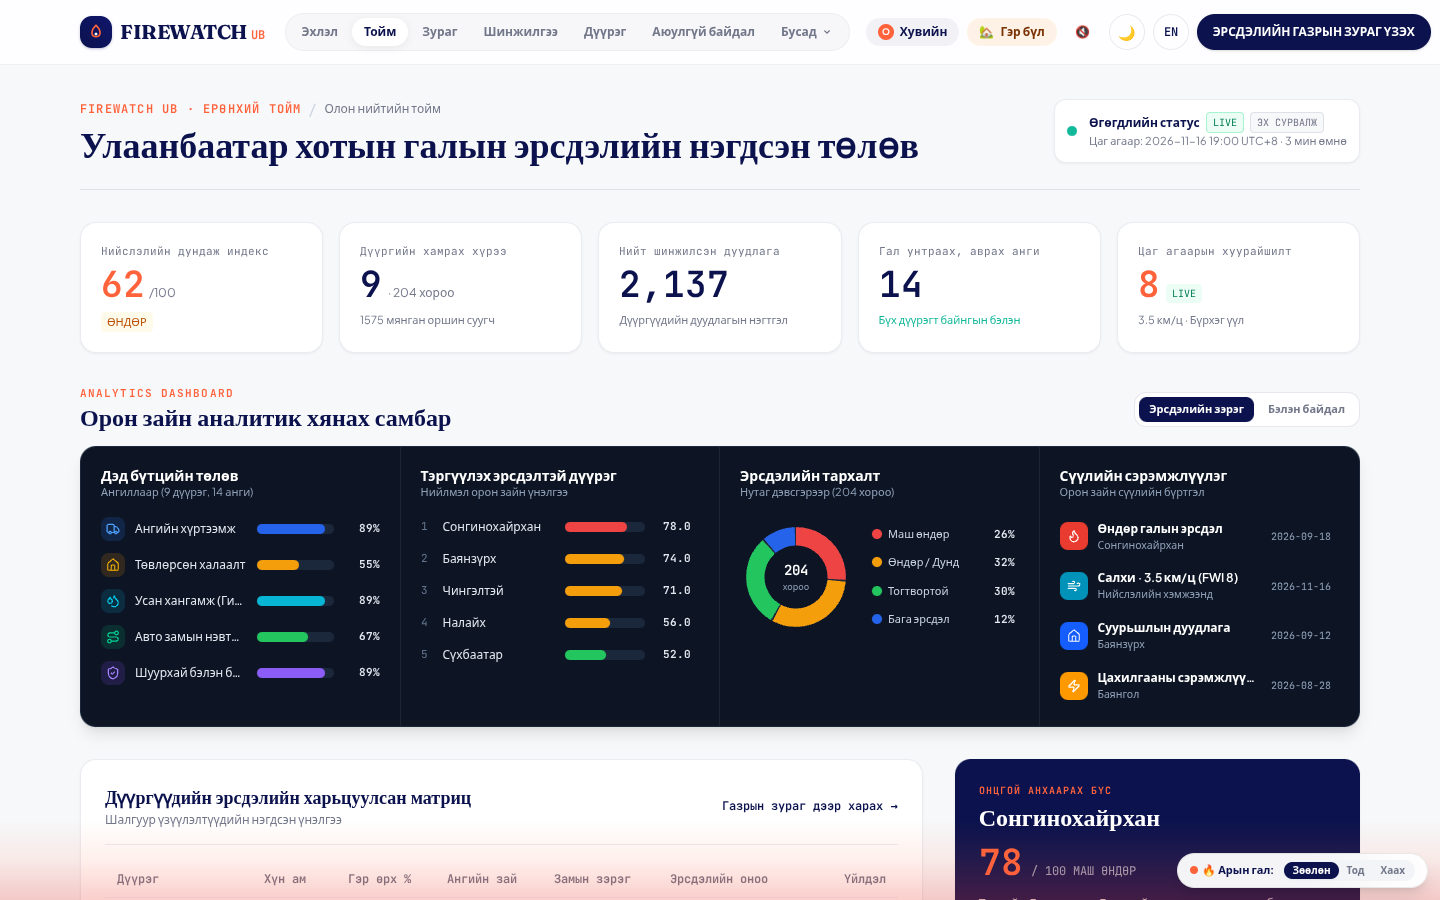 FIREWATCH UB
Эхлэл Тойм Зураг Шинжилгээ Дүүрэг Аюулгүй байдал Бусад
Хувийн
Гэр бүл
EN
ЭРСДЭЛИЙН ГАЗРЫН ЗУРАГ ҮЗЭХ
FIREWATCH UB · ЕРӨНХИЙ ТОЙМ / Олон нийтийн тойм
Улаанбаатар хотын галын эрсдэлийн нэгдсэн төлөв
Өгөгдлийн статус LIVE ЭХ СУРВАЛЖ
Цаг агаар: 2026-11-16 19:00 UTC+8 · 3 мин өмнө
Нийслэлийн дундаж индекс
62 /100
ӨНДӨР
Дүүргийн хамрах хүрээ
9 · 204 хороо
1575 мянган оршин суугч
Нийт шинжилсэн дуудлага
2,137
Дүүргүүдийн дуудлагын нэгтгэл
Гал унтраах, аврах анги
14
Бүх дүүрэгт байнгын бэлэн
Цаг агаарын хуурайшилт
8 LIVE
3.5 км/ц · Бүрхэг үүл
ANALYTICS DASHBOARD
Орон зайн аналитик хянах самбар
Эрсдэлийн зэрэг Бэлэн байдал
Дэд бүтцийн төлөв
Ангиллаар (9 дүүрэг, 14 анги)
Ангийн хүртээмж 89%
Төвлөрсөн халаалт 55%
Усан хангамж (Ги... 89%
Авто замын нэвт... 67%
Шуурхай бэлэн б... 89%
Тэргүүлэх эрсдэлтэй дүүрэг
Нийлмэл орон зайн үнэлгээ
1 Сонгинохайрхан 78.0
2 Баянзүрх 74.0
3 Чингэлтэй 71.0
4 Налайх 56.0
5 Сүхбаатар 52.0
Эрсдэлийн тархалт
Нутаг дэвсгэрээр (204 хороо)
204
хороо
Маш өндөр 26%
Өндөр / Дунд 32%
Тогтвортой 30%
Бага эрсдэл 12%
Сүүлийн сэрэмжлүүлэг
Орон зайн сүүлийн бүртгэл
Өндөр галын эрсдэл
Сонгинохайрхан
2026-09-18
Салхи · 3.5 км/ц (FWI 8)
Нийслэлийн хэмжээнд
2026-11-16
Суурьшлын дуудлага
Баянзүрх
2026-09-12
Цахилгааны сэрэмжлүү...
Баянгол
2026-08-28
Дүүргүүдийн эрсдэлийн харьцуулсан матриц
Шалгуур үзүүлэлтүүдийн нэгдсэн үнэлгээ
Газрын зураг дээр харах →
Дүүрэг Хүн ам Гэр өрх % Ангийн зай Замын зэрэг Эрсдэлийн оноо Үйлдэл
ОНЦГОЙ АНХААРАХ БҮС
Сонгинохайрхан
78 / 100 МАШ ӨНДӨР
Арын гал: Зөөлөн Тод Хаах